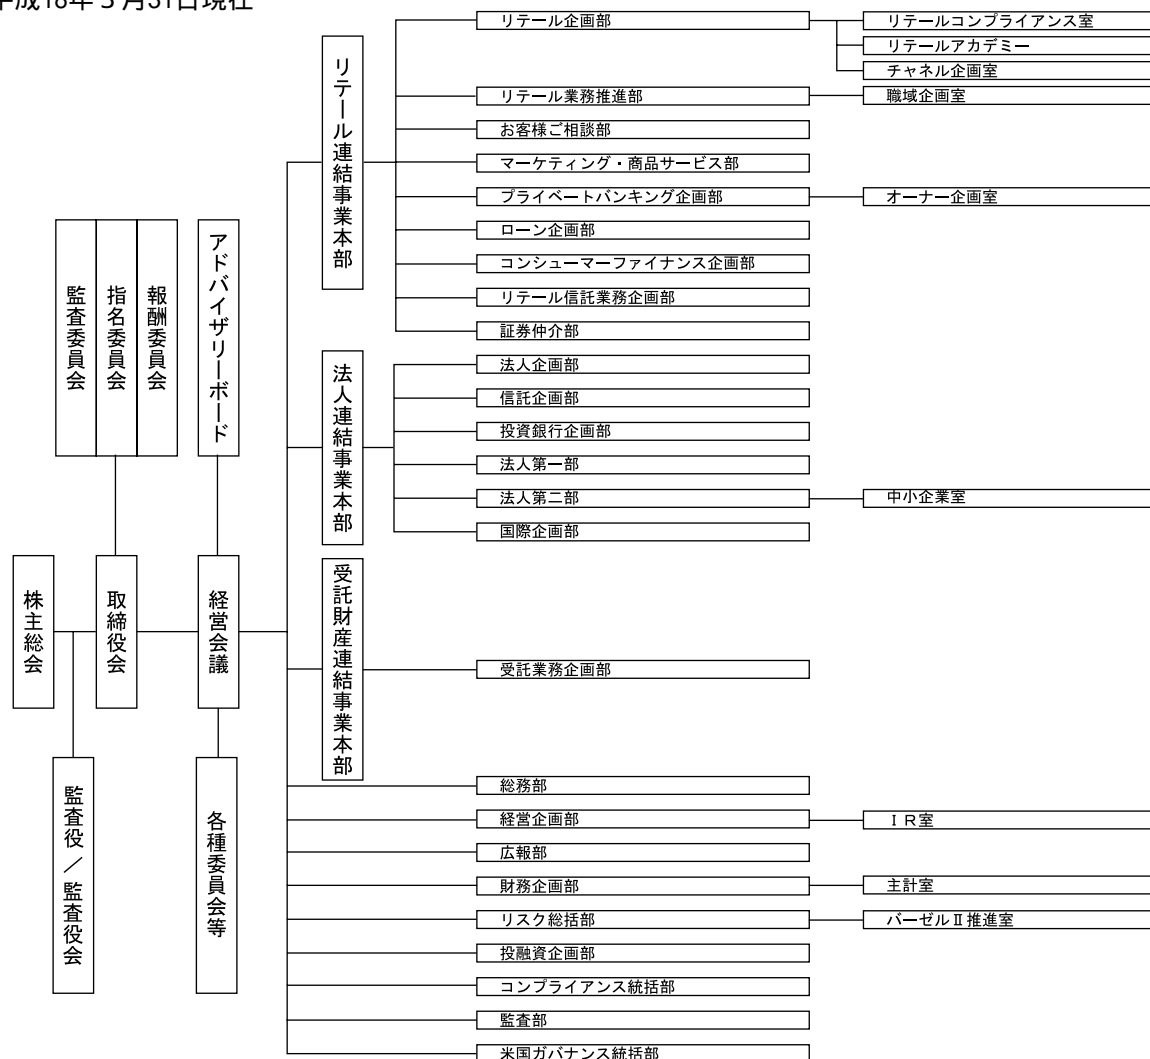 平成18年3月31日現在
株主総会
監査役／監査役会
取締役会
監査委員会
指名委員会
報酬委員会
経営会議
アドバイザリーボード
各種委員会等
リテール連結事業本部
リテール企画部
リテールコンプライアンス室
リテールアカデミー
チャネル企画室
リテール業務推進部
職域企画室
お客様ご相談部
マーケティング・商品サービス部
プライベートバンキング企画部
オーナー企画室
ローン企画部
コンシューマーファイナンス企画部
リテール信託業務企画部
証券仲介部
法人連結事業本部
法人企画部
信託企画部
投資銀行企画部
法人第一部
法人第二部
中小企業室
国際企画部
受託財産連結事業本部
受託業務企画部
総務部
経営企画部
ＩＲ室
広報部
財務企画部
主計室
リスク総括部
バーゼルⅡ推進室
投融資企画部
コンプライアンス統括部
監査部
米国ガバナンス統括部